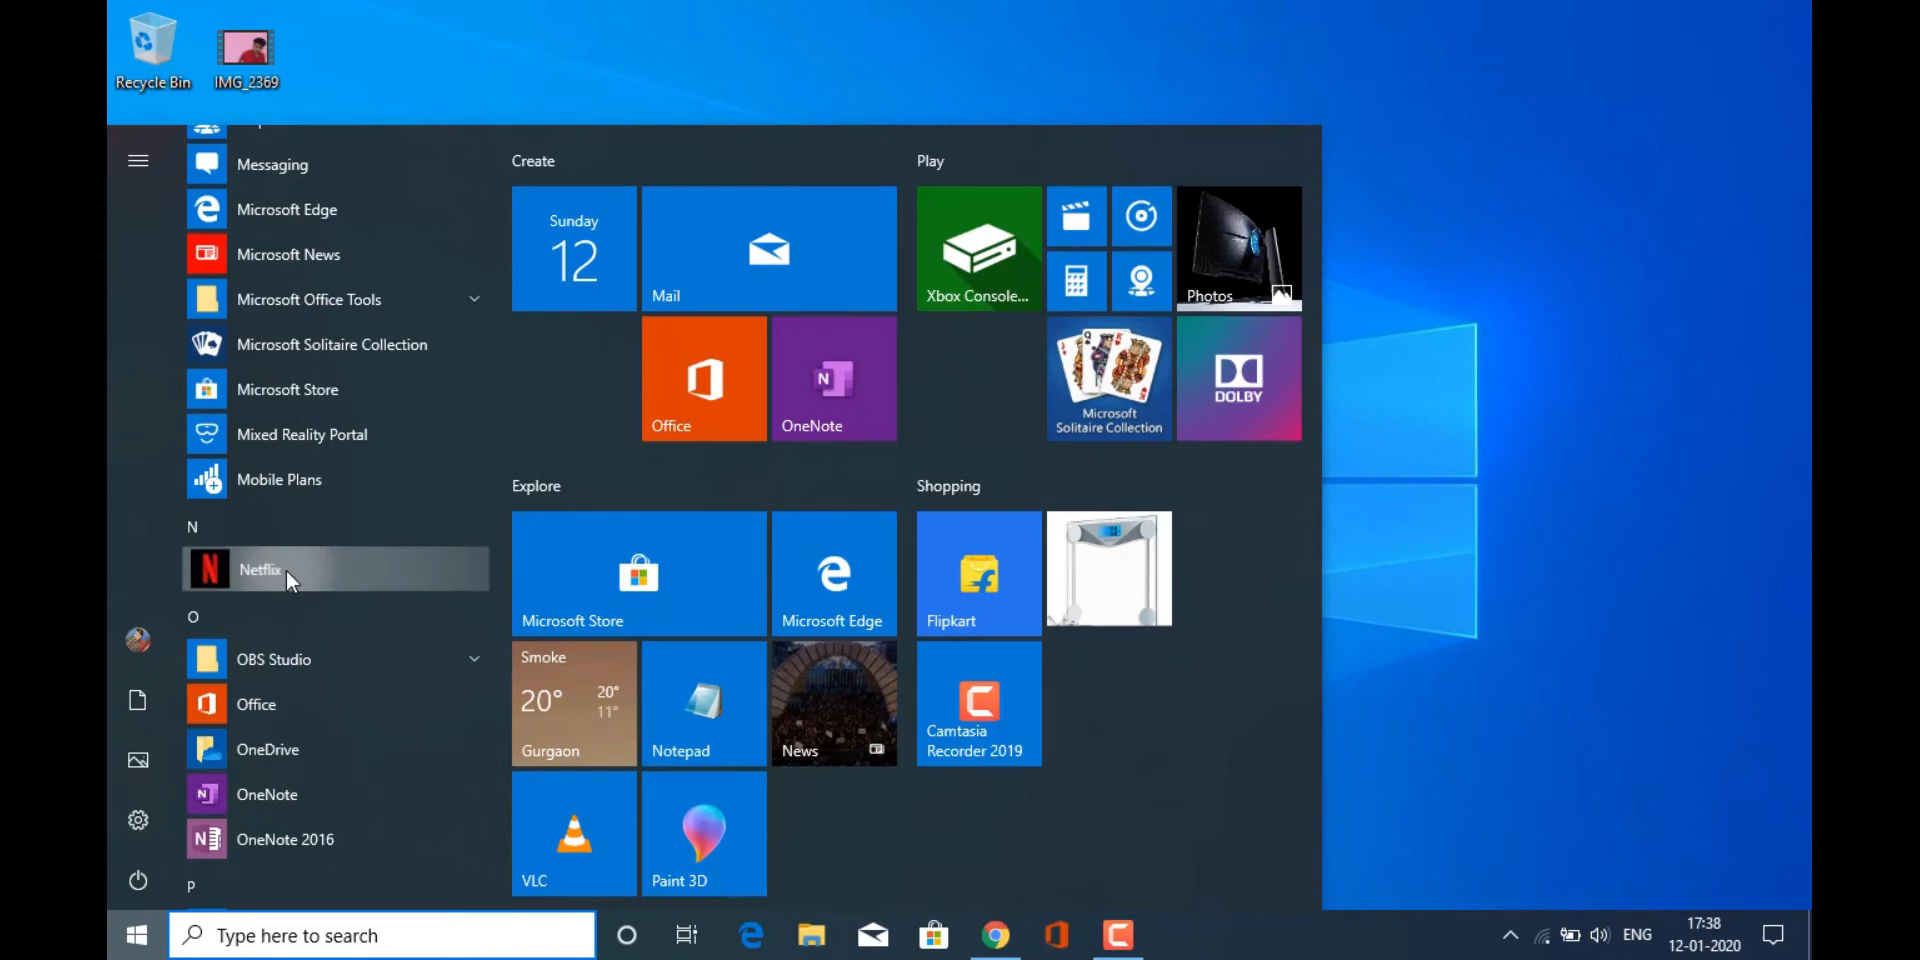 Recycle Bin
IMG_2369
Messaging
Microsoft Edge
Microsoft News
Microsoft Office Tools
Microsoft Solitaire Collection
Microsoft Store
Mixed Reality Portal
Mobile Plans
N
Netflix
O
OBS Studio
Office
OneDrive
OneNote
OneNote 2016
P
Create
Sunday
12
Mail
Office
OneNote
Play
Xbox Console...
Photos
Microsoft
Solitaire Collection
DOLBY
Explore
Microsoft Store
Microsoft Edge
Smoke
20° 20°
11°
Gurgaon
Notepad
News
VLC
Paint 3D
Shopping
Flipkart
Camtasia
Recorder 2019
Type here to search
ENG
17:38
12-01-2020